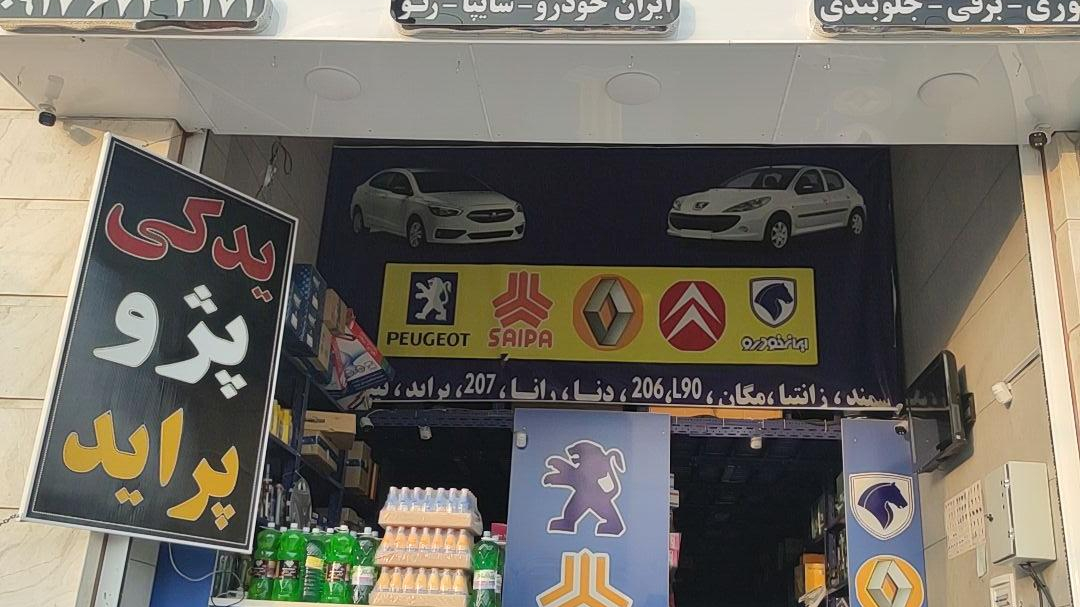 ایران خودرو-سایپا-رنو
وری-برقی-جلوبندی
یدکی
پژو
پراید
PEUGEOT
SAIPA
ایران‌خودرو
سمند، زانتیا، مگان، L90، 206، دنا، رانا، 207، پراید،